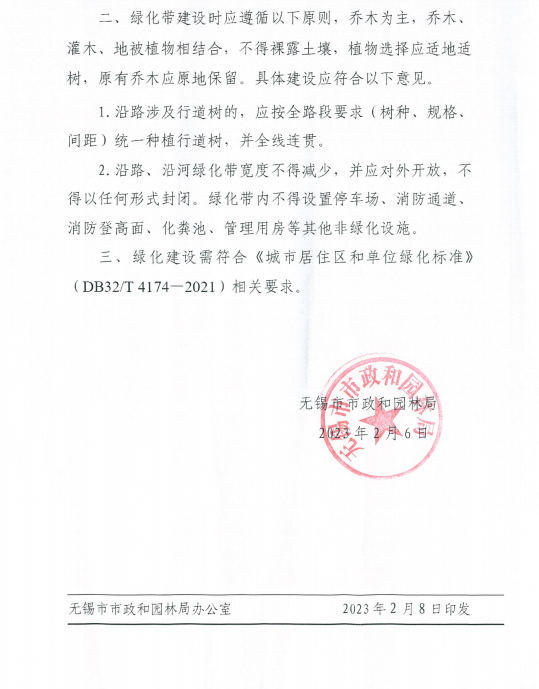 二、绿化带建设时应遵循以下原则，乔木为主，乔木、
灌木、地被植物相结合，不得裸露土壤，植物选择应适地适
树，原有乔木应原地保留。具体建设应符合以下意见。
1.沿路涉及行道树的，应按全路段要求（树种、规格、
间距）统一种植行道树，并全线连贯。
2.沿路、沿河绿化带宽度不得减少，并应对外开放，不
得以任何形式封闭。绿化带内不得设置停车场、消防通道、
消防登高面、化粪池、管理用房等其他非绿化设施。
三、绿化建设需符合《城市居住区和单位绿化标准》
（DB32/T 4174—2021）相关要求。
无锡市市政和园林局
无锡市市政和园林局
2023年2月6日
无锡市市政和园林局办公室
2023年2月8日印发